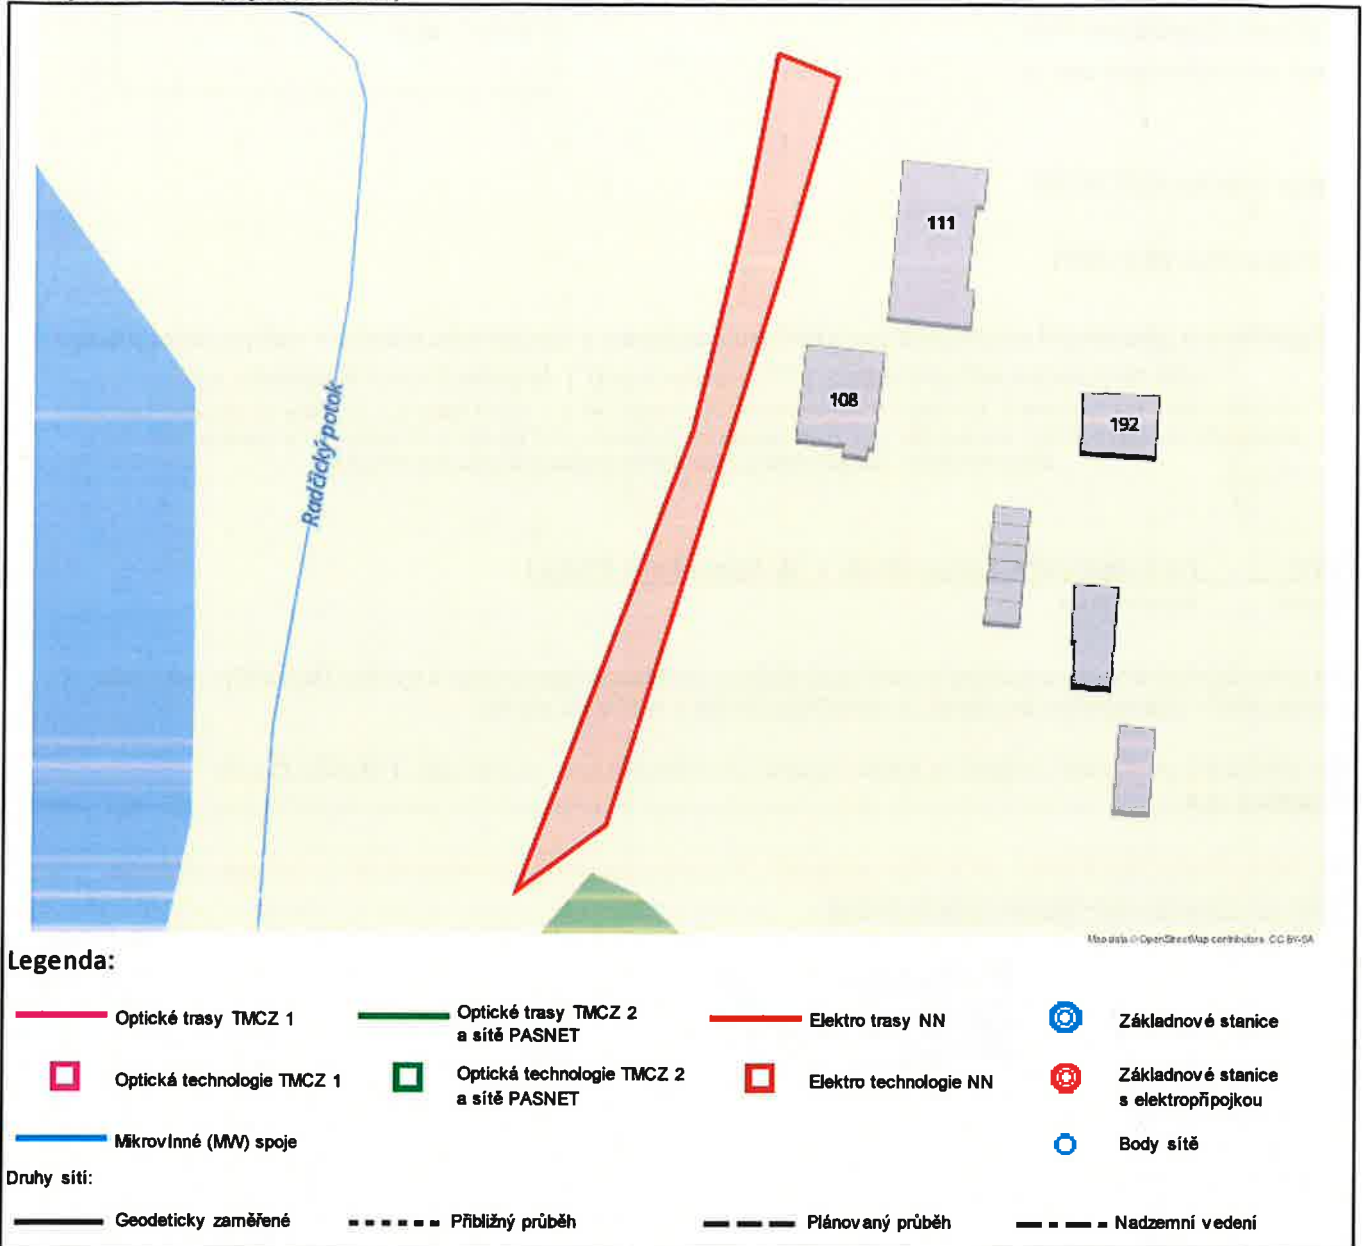 111
108
192
Radčický potok
Map data © OpenStreetMap contributors, CC BY-SA
Legenda:
Optické trasy TMCZ 1
Optické trasy TMCZ 2
a sítě PASNET
Elektro trasy NN
Základnové stanice
Optická technologie TMCZ 1
Optická technologie TMCZ 2
a sítě PASNET
Elektro technologie NN
Základnové stanice
s elektropřípojkou
Mikrovlnné (MW) spoje
Body sítě
Druhy sítí:
Geodeticky zaměřené
Přibližný průběh
Plánovaný průběh
Nadzemní vedení